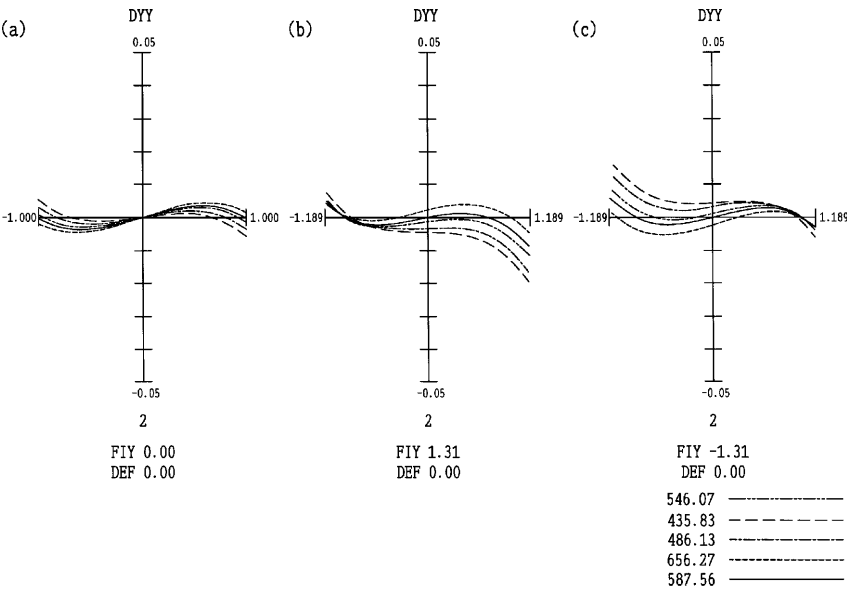 (a)
DYY
0.05
-1.000
1.000
-0.05
2
FIY 0.00
DEF 0.00
(b)
DYY
0.05
-1.189
1.189
-0.05
2
FIY 1.31
DEF 0.00
(c)
DYY
0.05
-1.189
1.189
-0.05
2
FIY -1.31
DEF 0.00
546.07
435.83
486.13
656.27
587.56